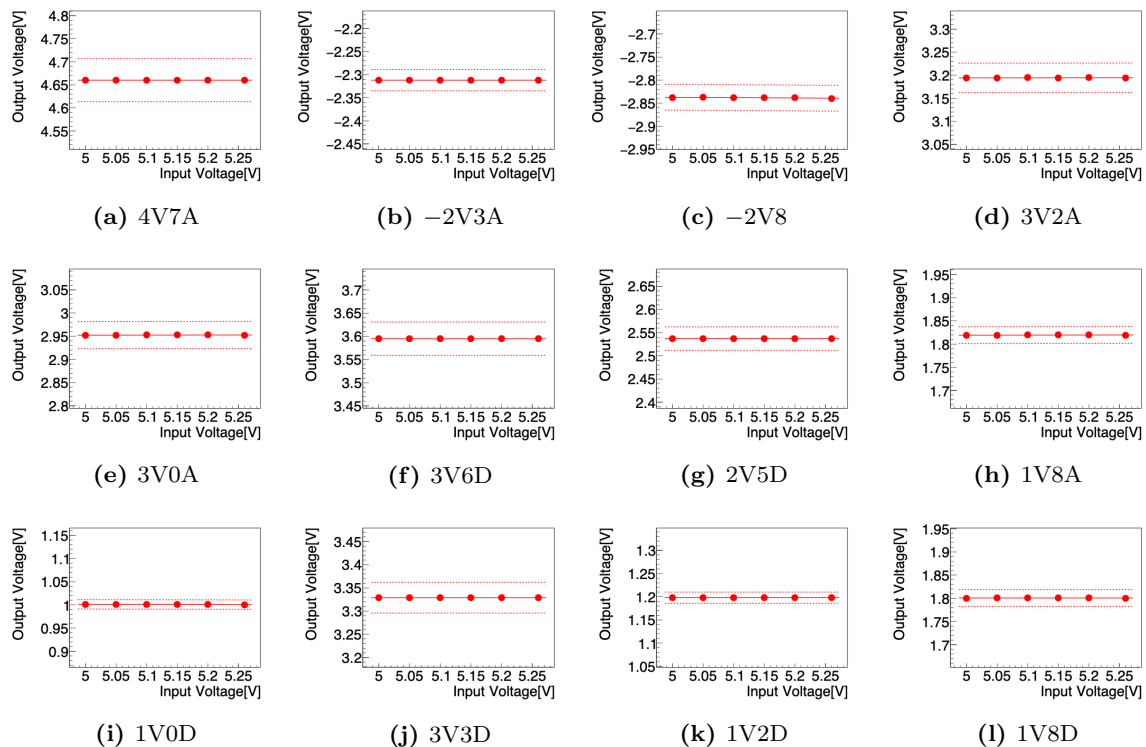 Output Voltage[V]
4.8
4.75
4.7
4.65
4.6
4.55
5 5.05 5.1 5.15 5.2 5.25
Input Voltage[V]
(a) 4V7A
Output Voltage[V]
−2.2
−2.25
−2.3
−2.35
−2.4
−2.45
5 5.05 5.1 5.15 5.2 5.25
Input Voltage[V]
(b) −2V3A
Output Voltage[V]
−2.7
−2.75
−2.8
−2.85
−2.9
−2.95
5 5.05 5.1 5.15 5.2 5.25
Input Voltage[V]
(c) −2V8
Output Voltage[V]
3.3
3.25
3.2
3.15
3.1
3.05
5 5.05 5.1 5.15 5.2 5.25
Input Voltage[V]
(d) 3V2A
Output Voltage[V]
3.05
3
2.95
2.9
2.85
2.8
5 5.05 5.1 5.15 5.2 5.25
Input Voltage[V]
(e) 3V0A
Output Voltage[V]
3.7
3.65
3.6
3.55
3.5
3.45
5 5.05 5.1 5.15 5.2 5.25
Input Voltage[V]
(f) 3V6D
Output Voltage[V]
2.65
2.6
2.55
2.5
2.45
2.4
5 5.05 5.1 5.15 5.2 5.25
Input Voltage[V]
(g) 2V5D
Output Voltage[V]
1.95
1.9
1.85
1.8
1.75
1.7
5 5.05 5.1 5.15 5.2 5.25
Input Voltage[V]
(h) 1V8A
Output Voltage[V]
1.15
1.1
1.05
1
0.95
0.9
5 5.05 5.1 5.15 5.2 5.25
Input Voltage[V]
(i) 1V0D
Output Voltage[V]
3.45
3.4
3.35
3.3
3.25
3.2
5 5.05 5.1 5.15 5.2 5.25
Input Voltage[V]
(j) 3V3D
Output Voltage[V]
1.3
1.25
1.2
1.15
1.1
1.05
5 5.05 5.1 5.15 5.2 5.25
Input Voltage[V]
(k) 1V2D
Output Voltage[V]
1.95
1.9
1.85
1.8
1.75
1.7
5 5.05 5.1 5.15 5.2 5.25
Input Voltage[V]
(l) 1V8D